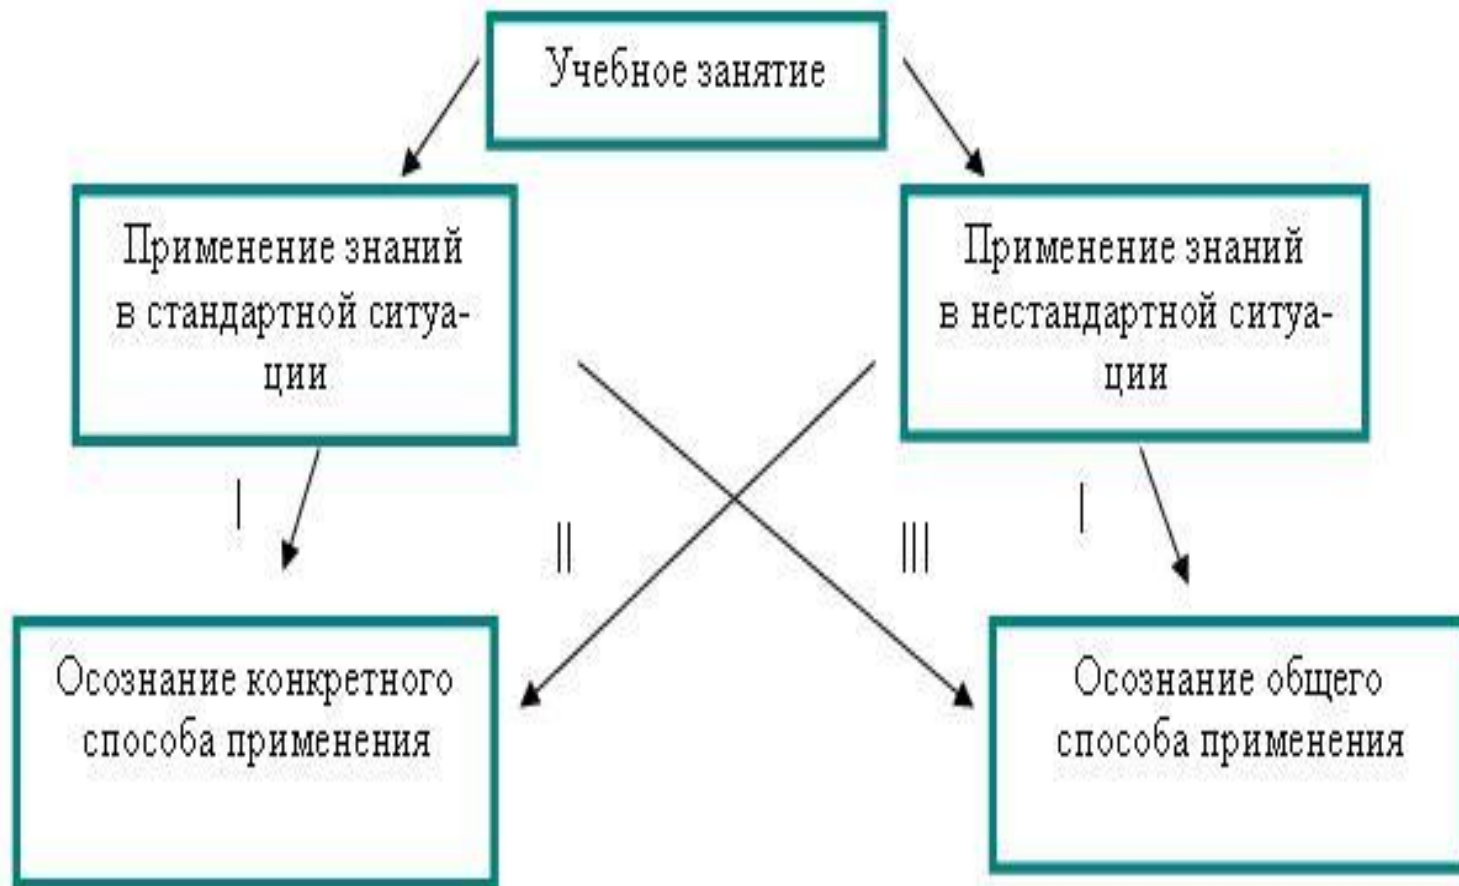 Учебное занятие
Применение знаний
в стандартной ситуа-
ции
Применение знаний
в нестандартной ситуа-
ции
I
II
III
I
Осознание конкретного
способа применения
Осознание общего
способа применения